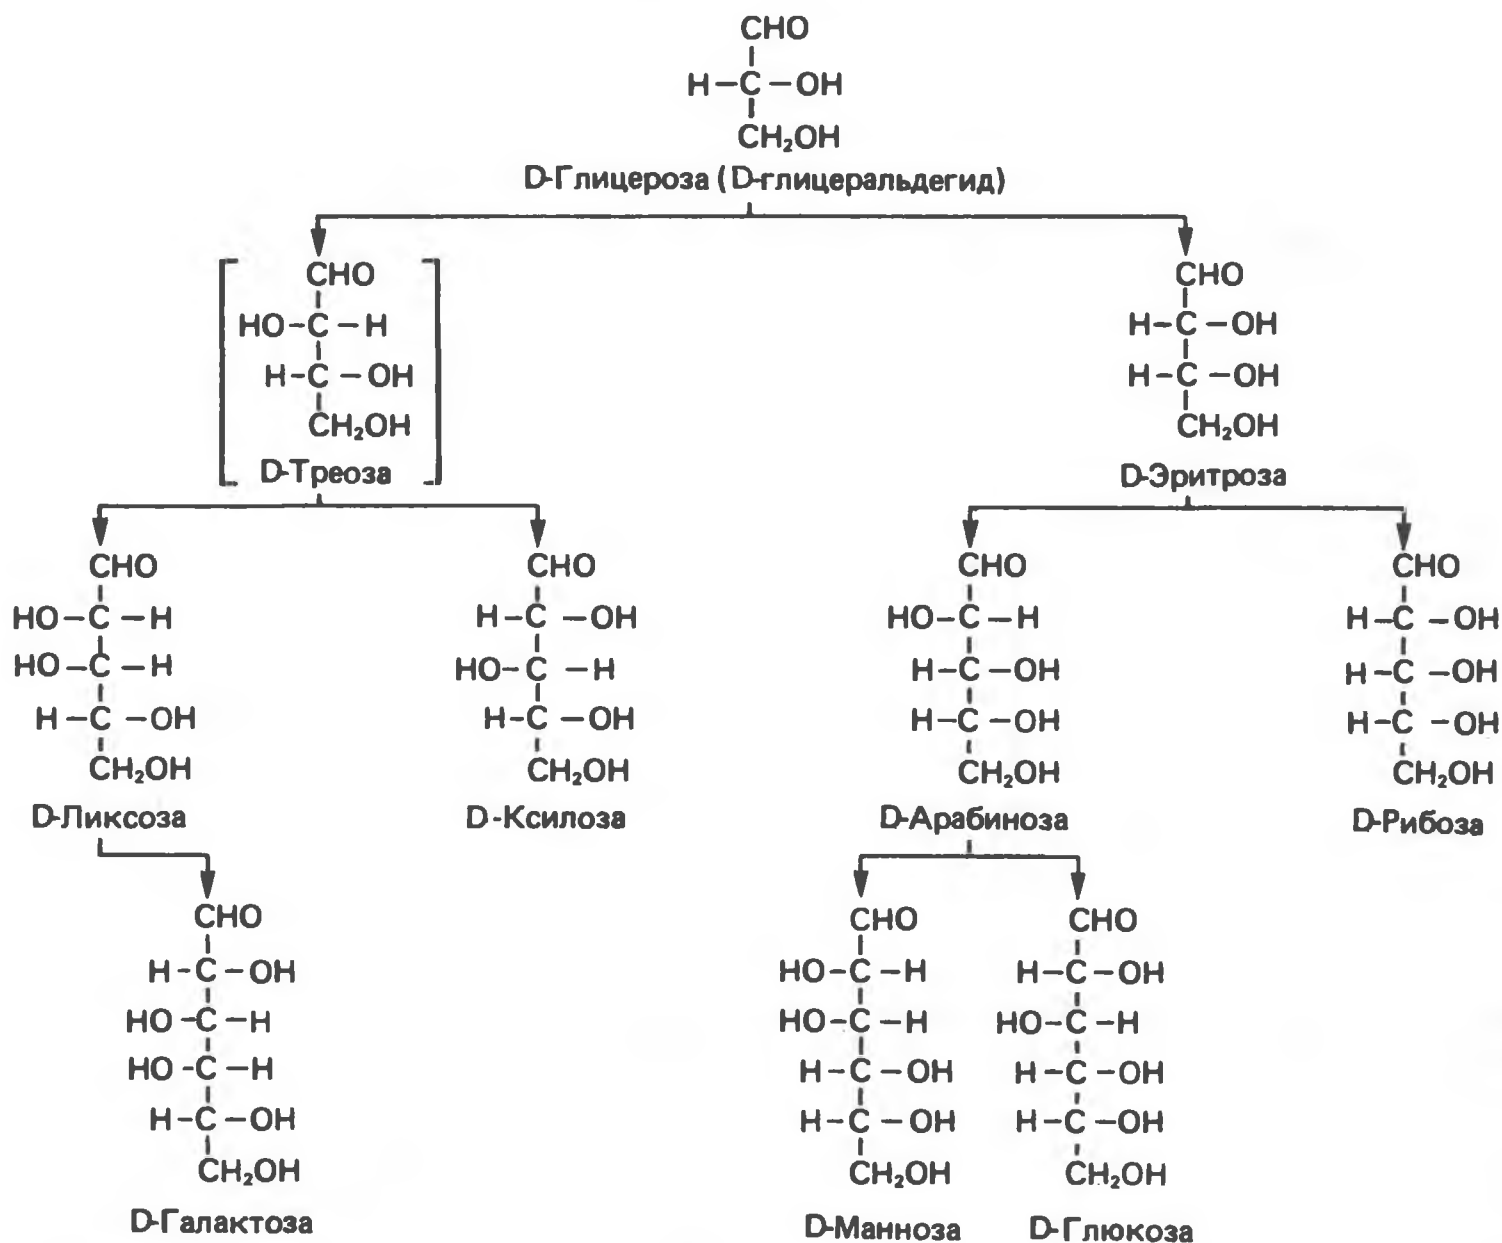 CHO
H–C–OH
CH₂OH
D-Глицероза (D-глицеральдегид)
CHO
HO–C–H
H–C–OH
CH₂OH
D-Треоза
CHO
H–C–OH
H–C–OH
CH₂OH
D-Эритроза
CHO
HO–C–H
HO–C–H
H–C–OH
CH₂OH
D-Ликсоза
CHO
H–C–OH
HO–C–H
H–C–OH
CH₂OH
D-Ксилоза
CHO
HO–C–H
H–C–OH
H–C–OH
CH₂OH
D-Арабиноза
CHO
H–C–OH
H–C–OH
H–C–OH
CH₂OH
D-Рибоза
CHO
H–C–OH
HO–C–H
HO–C–H
H–C–OH
CH₂OH
D-Галактоза
CHO
HO–C–H
HO–C–H
H–C–OH
H–C–OH
CH₂OH
D-Манноза
CHO
H–C–OH
HO–C–H
H–C–OH
H–C–OH
CH₂OH
D-Глюкоза